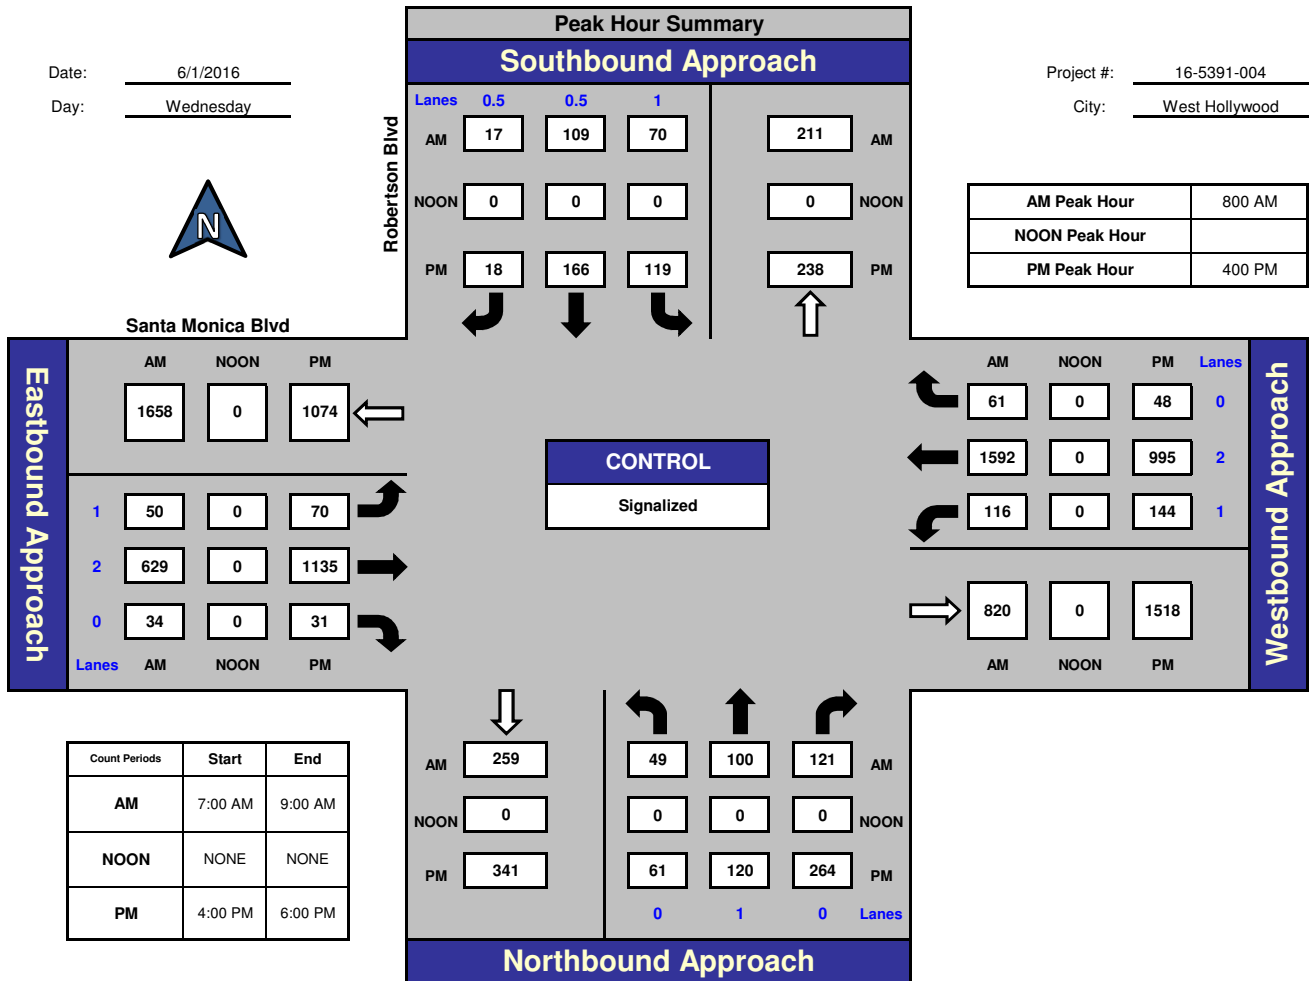 Peak Hour Summary
Southbound Approach
Date: 6/1/2016
Day: Wednesday
Project #: 16-5391-004
City: West Hollywood
Robertson Blvd
Lanes 0.5 0.5 1
AM 17 109 70 211 AM
NOON 0 0 0 0 NOON
PM 18 166 119 238 PM
N
AM Peak Hour 800 AM
NOON Peak Hour
PM Peak Hour 400 PM
Santa Monica Blvd
Eastbound Approach
AM NOON PM
1658 0 1074
1 50 0 70
2 629 0 1135
0 34 0 31
Lanes AM NOON PM
CONTROL
Signalized
AM NOON PM Lanes
61 0 48 0
1592 0 995 2
116 0 144 1
820 0 1518
AM NOON PM
Westbound Approach
Count Periods Start End
AM 7:00 AM 9:00 AM
NOON NONE NONE
PM 4:00 PM 6:00 PM
AM 259 49 100 121 AM
NOON 0 0 0 0 NOON
PM 341 61 120 264 PM
0 1 0 Lanes
Northbound Approach